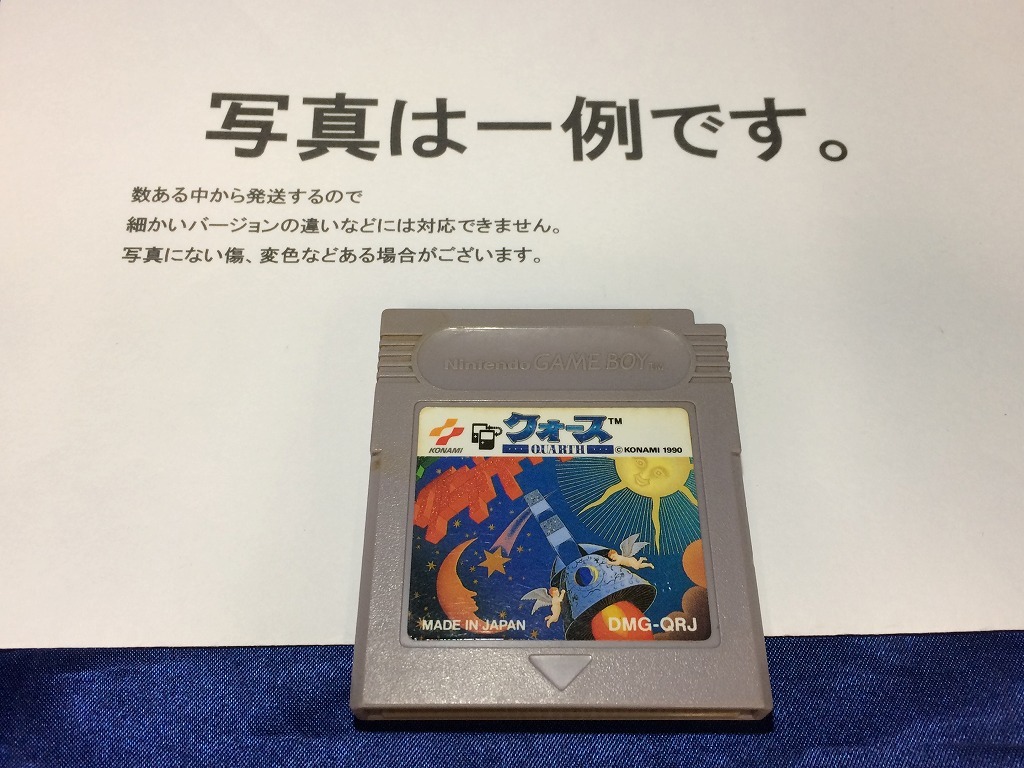 写真は一例です。
数ある中から発送するので
細かいバージョンの違いなどには対応できません。
写真にない傷、変色などある場合がございます。
Nintendo GAME BOY TM
KONAMI
クォース™
QUARTH
©KONAMI 1990
MADE IN JAPAN
DMG-QRJ